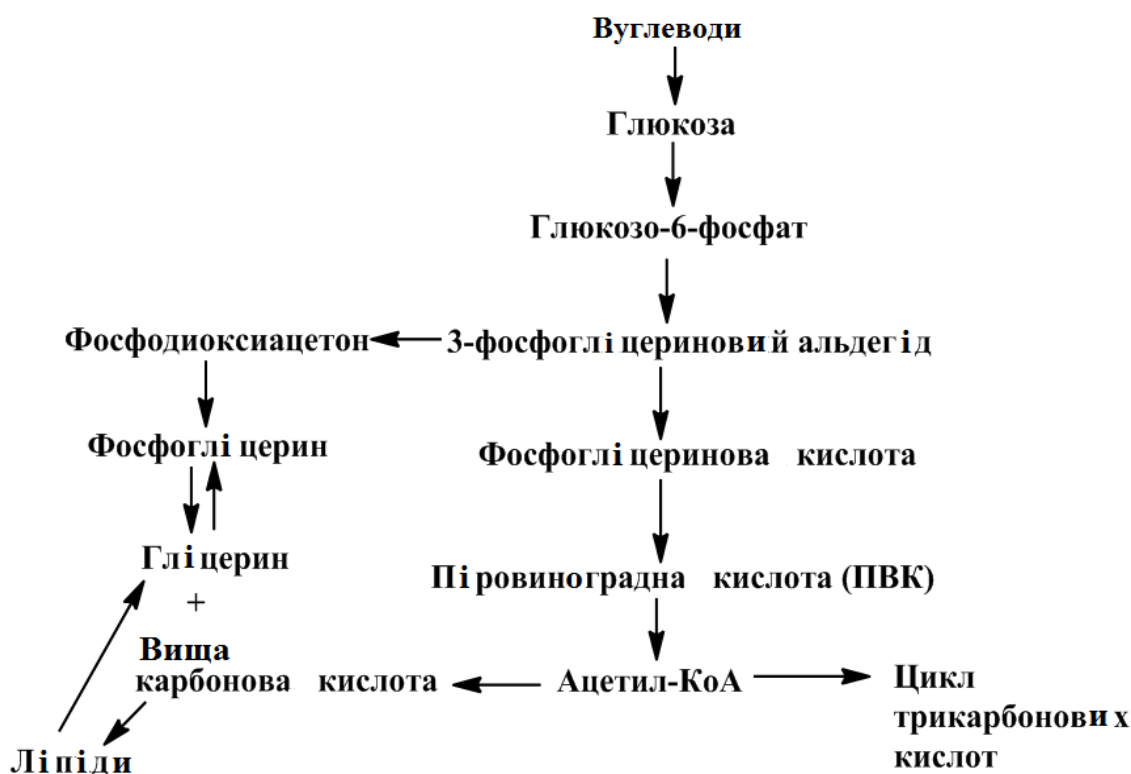 Вуглеводи
Глюкоза
Глюкозо-6-фосфат
Фосфодиоксиацетон
3-фосфогліцериновий альдегід
Фосфогліцерин
Фосфогліцеринова кислота
Гліцерин
+
Піровиноградна кислота (ПВК)
Вища
карбонова кислота
Ацетил-КоА
Цикл
трикарбонових
кислот
Ліпіди